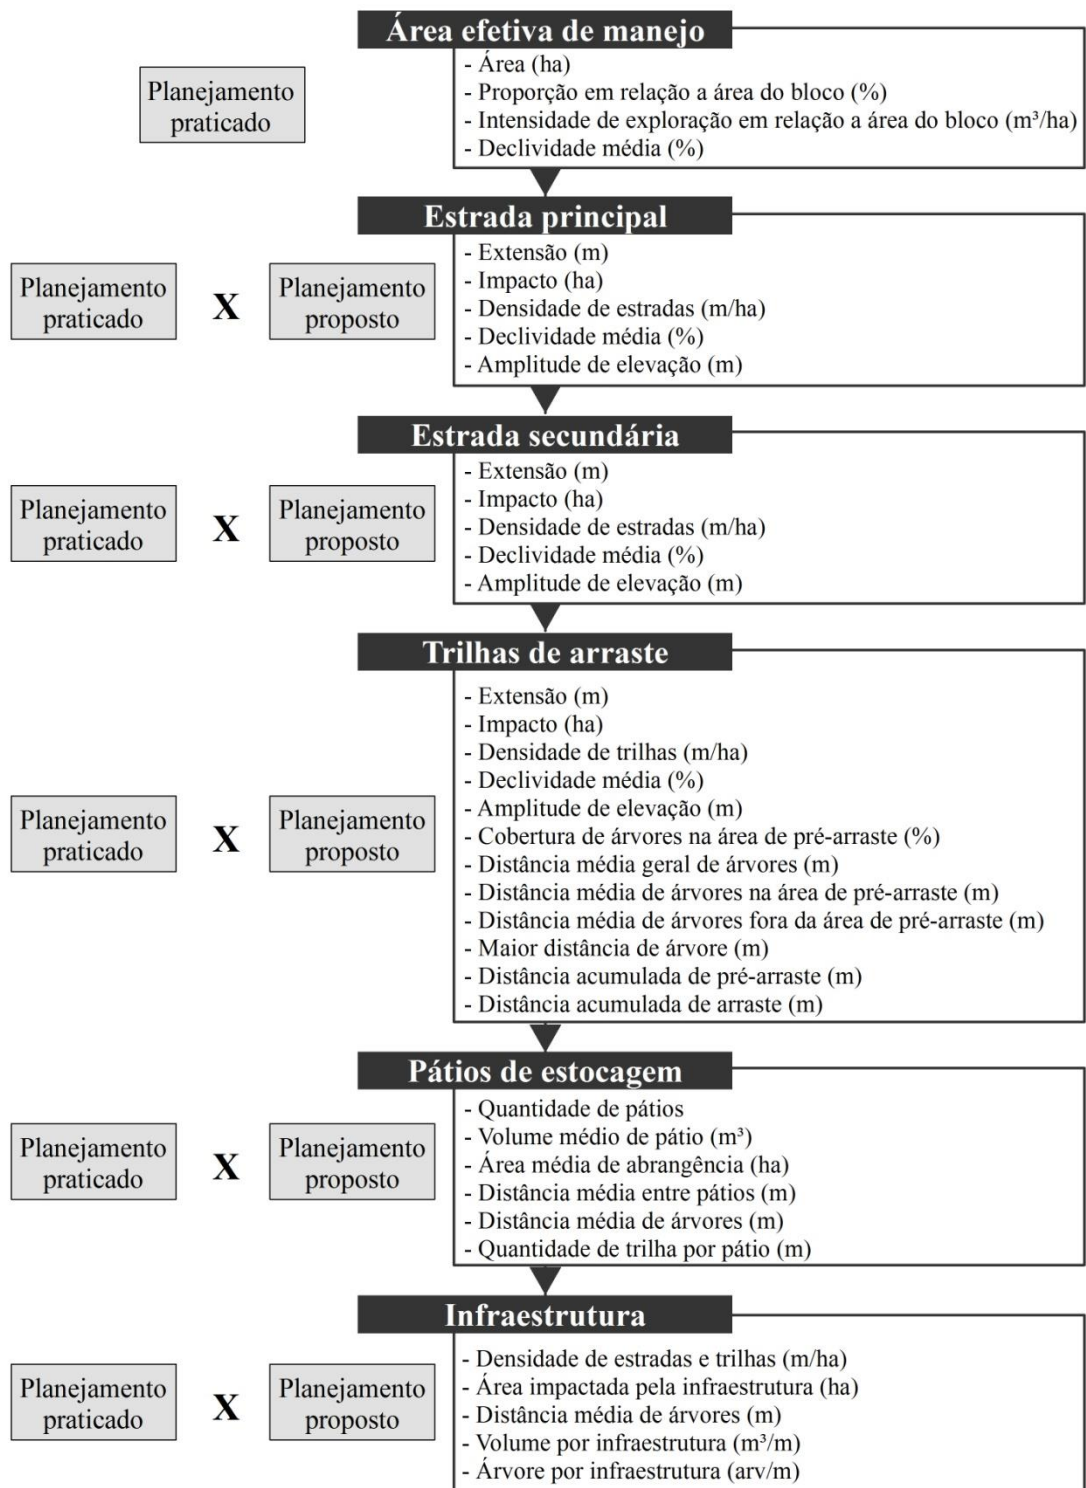 Área efetiva de manejo
Planejamento
praticado
- Área (ha)
- Proporção em relação a área do bloco (%)
- Intensidade de exploração em relação a área do bloco (m³/ha)
- Declividade média (%)
Estrada principal
Planejamento
praticado
X
Planejamento
proposto
- Extensão (m)
- Impacto (ha)
- Densidade de estradas (m/ha)
- Declividade média (%)
- Amplitude de elevação (m)
Estrada secundária
Planejamento
praticado
X
Planejamento
proposto
- Extensão (m)
- Impacto (ha)
- Densidade de estradas (m/ha)
- Declividade média (%)
- Amplitude de elevação (m)
Trilhas de arraste
Planejamento
praticado
X
Planejamento
proposto
- Extensão (m)
- Impacto (ha)
- Densidade de trilhas (m/ha)
- Declividade média (%)
- Amplitude de elevação (m)
- Cobertura de árvores na área de pré-arraste (%)
- Distância média geral de árvores (m)
- Distância média de árvores na área de pré-arraste (m)
- Distância média de árvores fora da área de pré-arraste (m)
- Maior distância de árvore (m)
- Distância acumulada de pré-arraste (m)
- Distância acumulada de arraste (m)
Pátios de estocagem
Planejamento
praticado
X
Planejamento
proposto
- Quantidade de pátios
- Volume médio de pátio (m³)
- Área média de abrangência (ha)
- Distância média entre pátios (m)
- Distância média de árvores (m)
- Quantidade de trilha por pátio (m)
Infraestrutura
Planejamento
praticado
X
Planejamento
proposto
- Densidade de estradas e trilhas (m/ha)
- Área impactada pela infraestrutura (ha)
- Distância média de árvores (m)
- Volume por infraestrutura (m³/m)
- Árvore por infraestrutura (arv/m)